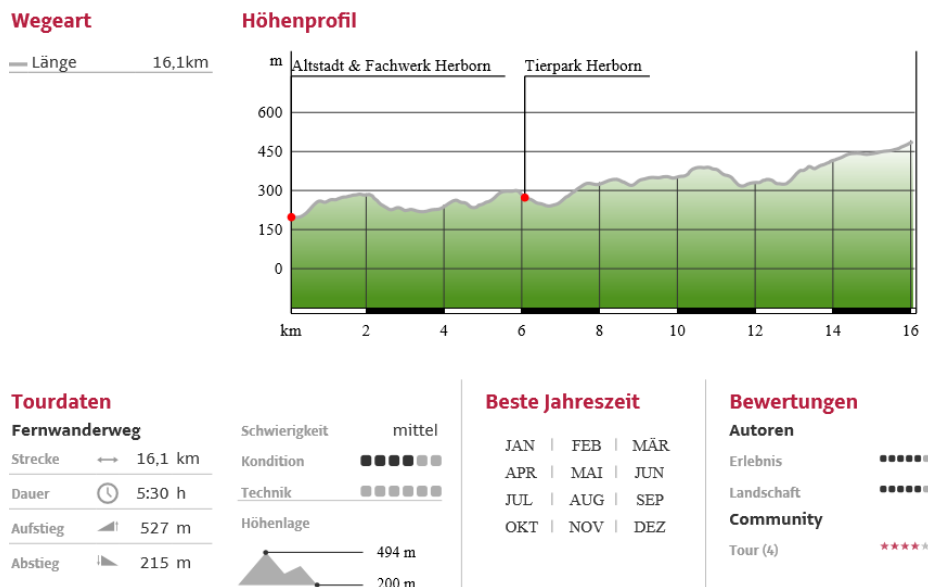 Wegeart
Länge 16,1km
Höhenprofil
m
Altstadt & Fachwerk Herborn
Tierpark Herborn
600
450
300
150
0
km 2 4 6 8 10 12 14 16
Tourdaten
Fernwanderweg
Strecke 16,1 km
Dauer 5:30 h
Aufstieg 527 m
Abstieg 215 m
Schwierigkeit mittel
Kondition
Technik
Höhenlage
494 m
200 m
Beste Jahreszeit
JAN | FEB | MÄR
APR | MAI | JUN
JUL | AUG | SEP
OKT | NOV | DEZ
Bewertungen
Autoren
Erlebnis
Landschaft
Community
Tour (4)